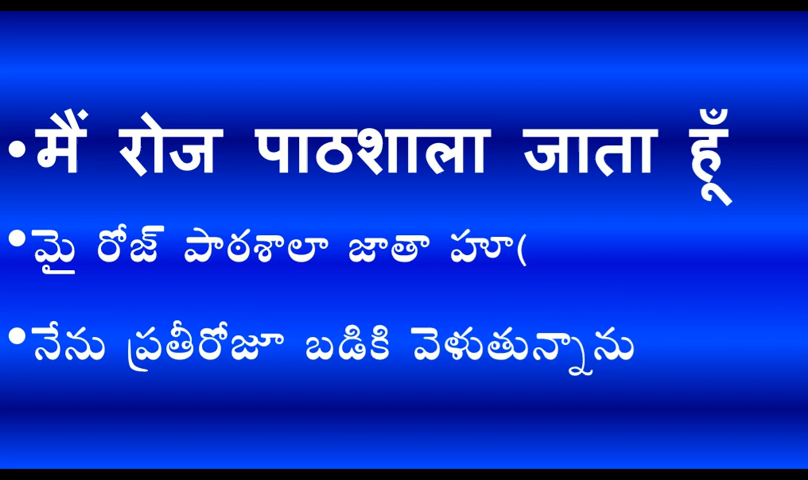 •मैं रोज पाठशाला जाता हूँ
•మై రోజ్ పాఠశాలా జాతా హూ(
•నేను ప్రతీరోజూ బడికి వెళుతున్నాను